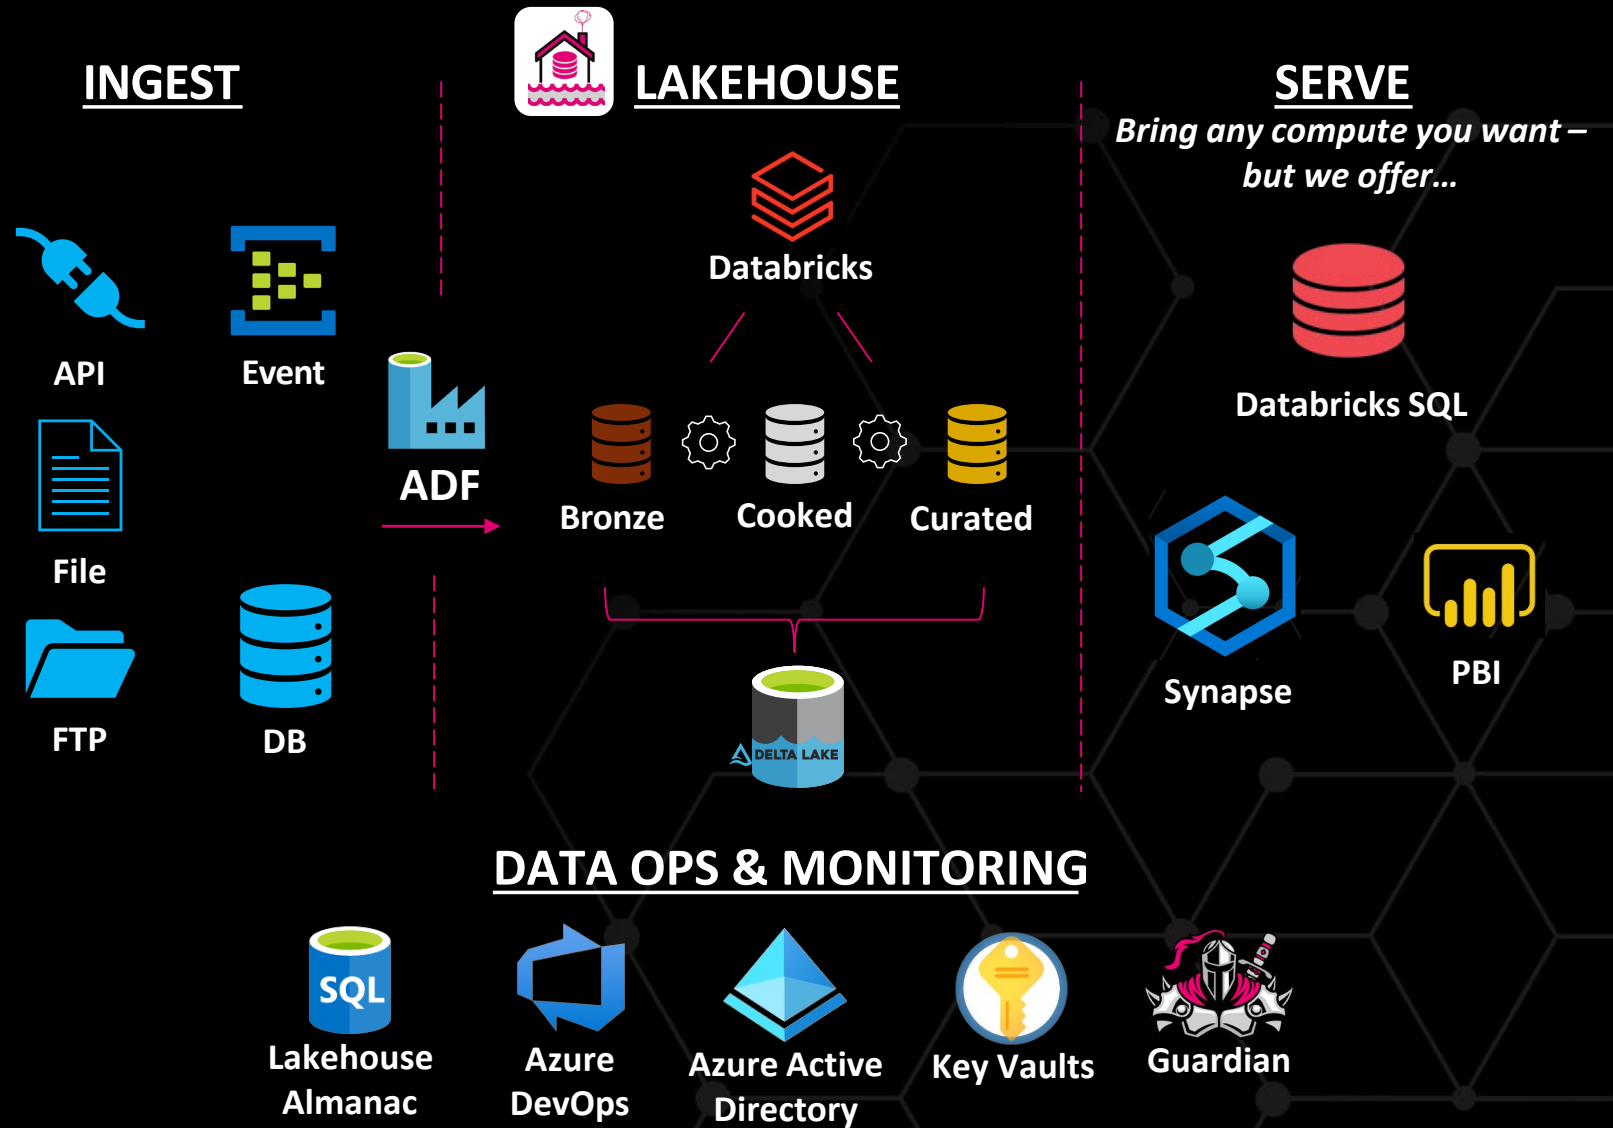 INGEST
API
Event
File
FTP
DB
ADF
LAKEHOUSE
Databricks
Bronze
Cooked
Curated
DELTA LAKE
SERVE
Bring any compute you want –
but we offer...
Databricks SQL
Synapse
PBI
DATA OPS & MONITORING
SQL
Lakehouse
Almanac
Azure
DevOps
Azure Active
Directory
Key Vaults
Guardian